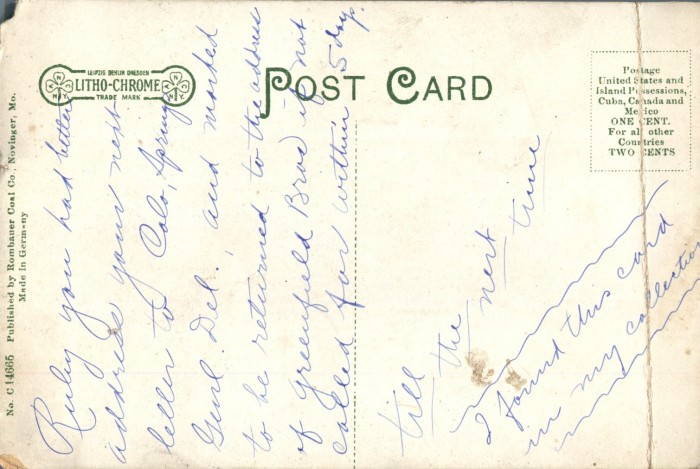 LEIPZIG BERLIN DRESDEN
LITHO-CHROME
TRADE MARK
N K N Y
N K N Y
POST CARD
Postage
United States and
Island Possessions,
Cuba, Canada and
Mexico
ONE CENT.
For all other
Countries
TWO CENTS
No. C 14665 Published by Rombauer Coal Co., Novinger, Mo.
Made in Germany
Ruby you had better
address your next
letter to Colo, Springs
Genl. Del. and worded
to be returned to the address
of Greenfield Bros if not
called for within 5 days.
till the next time
I found this card
in my collection